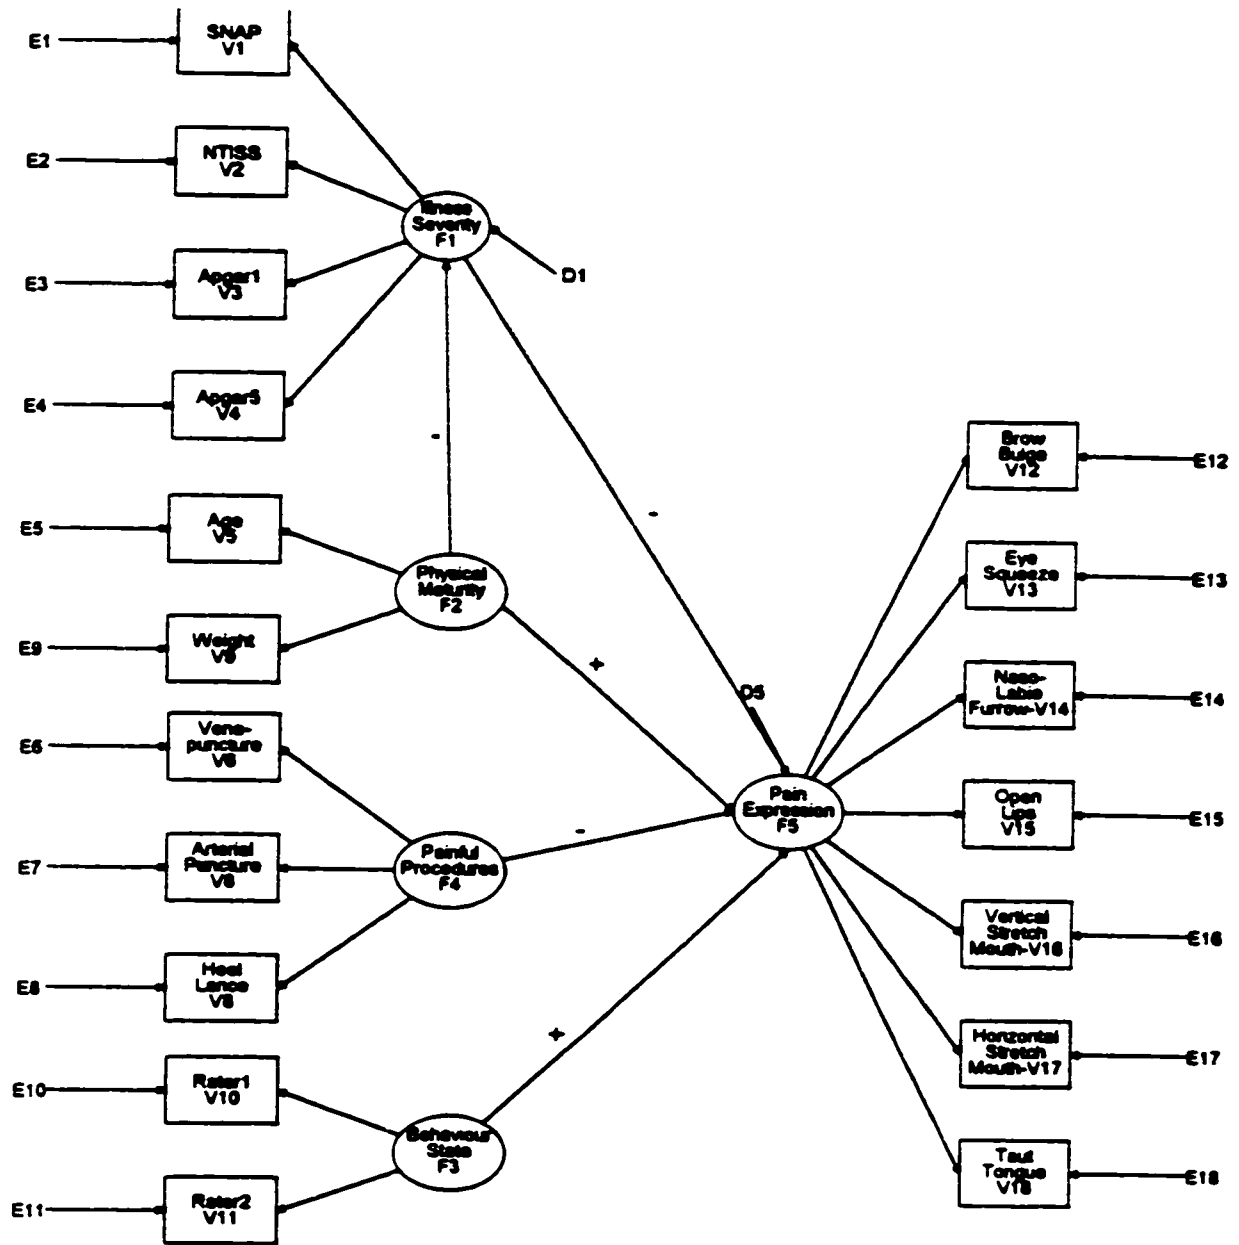 E1
SNAP
V1
E2
NTISS
V2
Illness
Severity
F1
D1
E3
Apgar1
V3
E4
Apgar5
V4
-
-
E5
Age
V5
Physical
Maturity
F2
E9
Weight
V9
+
D5
E6
Vene-
puncture
V6
Painful
Procedures
F4
-
E7
Arterial
Puncture
E8
Heel
Lance
V8
+
E10
Rater1
V10
Behaviour
State
F3
E11
Rater2
V11
Pain
Expression
F5
Brow
Bulge
V12
E12
Eye
Squeeze
V13
E13
Naso-
Labia
Furrow-V14
E14
Open
Lips
V15
E15
Vertical
Stretch
Mouth-V16
E16
Horizontal
Stretch
Mouth-V17
E17
Taut
Tongue
V18
E18